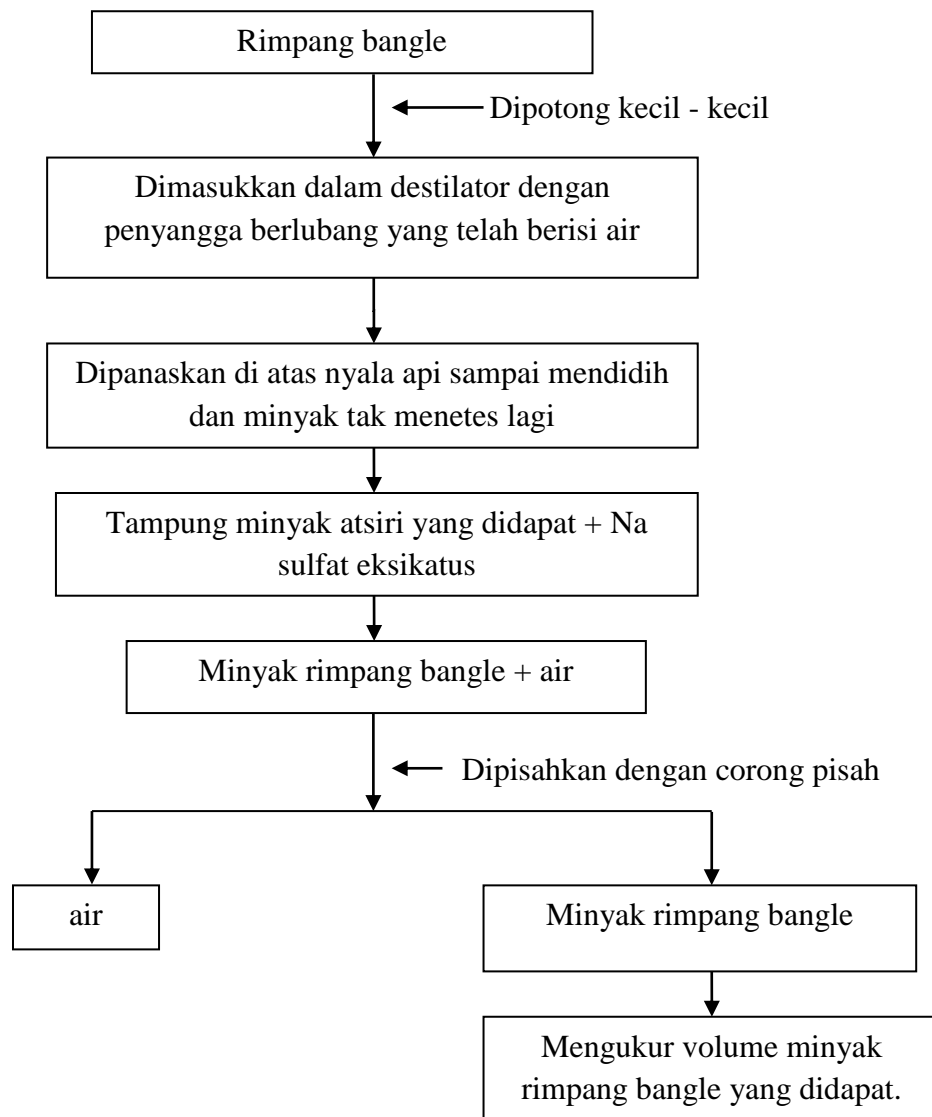 Rimpang bangle
Dipotong kecil - kecil
Dimasukkan dalam destilator dengan
penyangga berlubang yang telah berisi air
Dipanaskan di atas nyala api sampai mendidih
dan minyak tak menetes lagi
Tampung minyak atsiri yang didapat + Na
sulfat eksikatus
Minyak rimpang bangle + air
Dipisahkan dengan corong pisah
air
Minyak rimpang bangle
Mengukur volume minyak
rimpang bangle yang didapat.